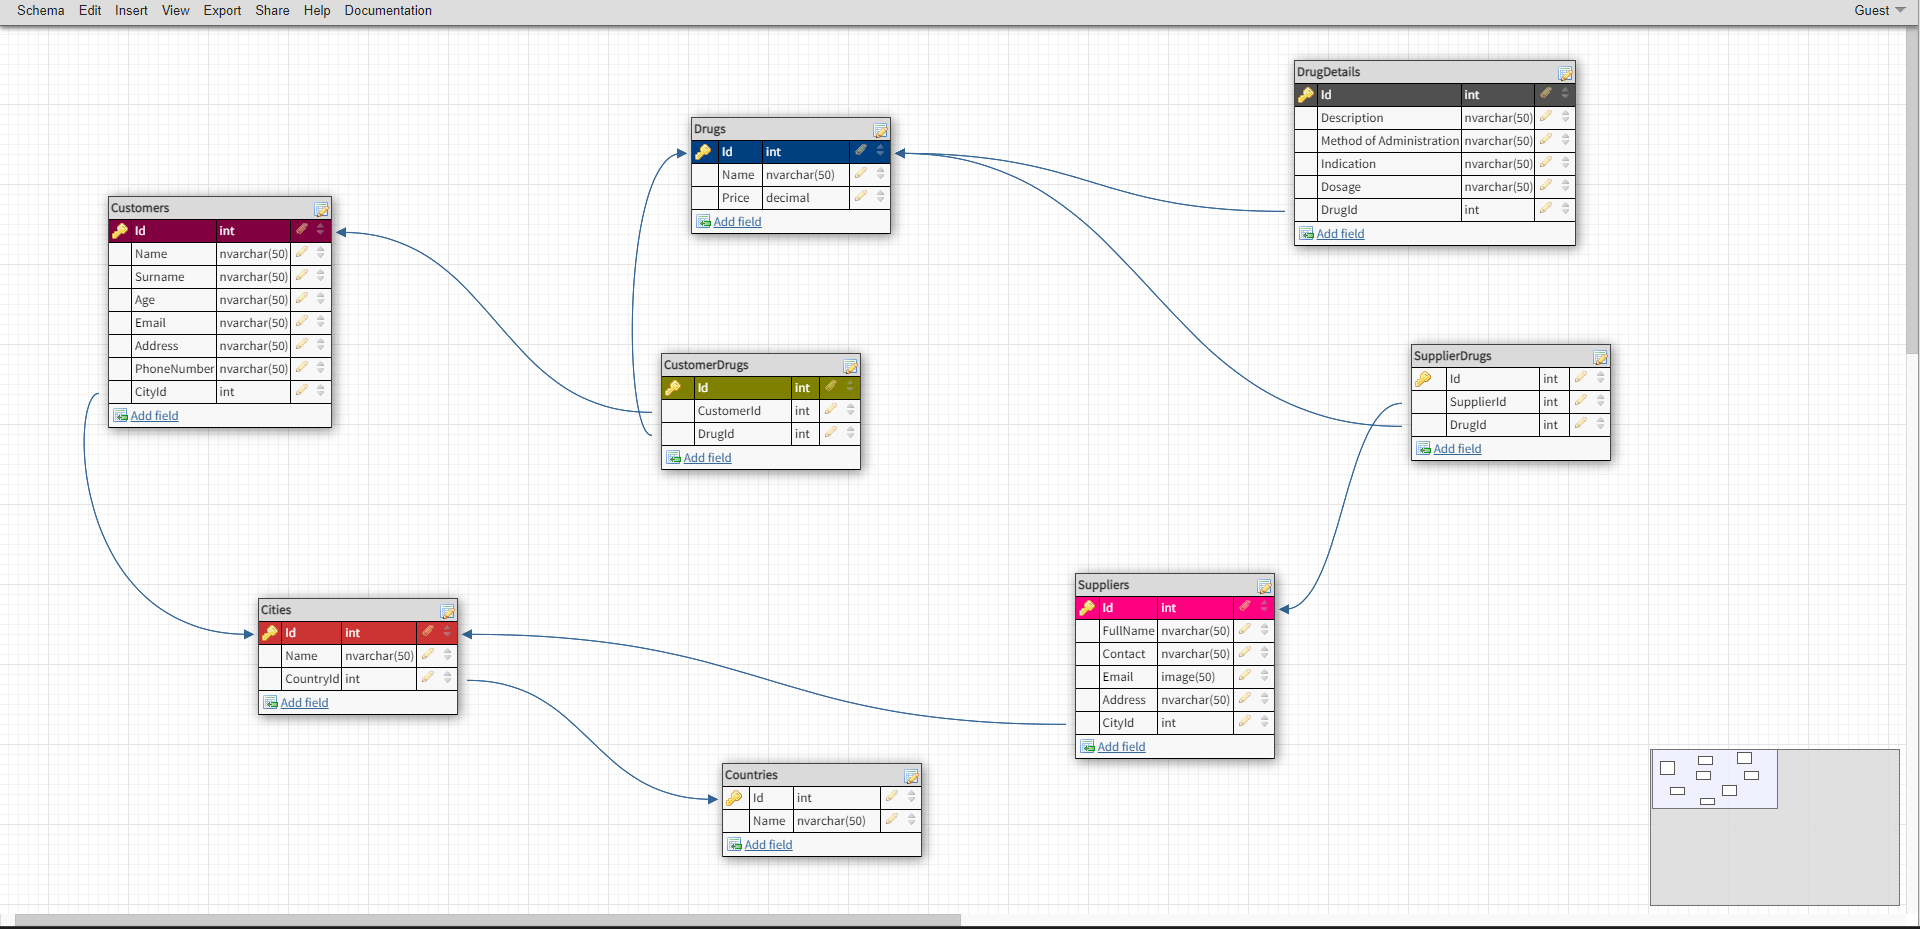 Schema Edit Insert View Export Share Help Documentation Guest
DrugDetails
Id int
Description nvarchar(50)
Method of Administration nvarchar(50)
Indication nvarchar(50)
Dosage nvarchar(50)
DrugId int
Add field
Drugs
Id int
Name nvarchar(50)
Price decimal
Add field
Customers
Id int
Name nvarchar(50)
Surname nvarchar(50)
Age nvarchar(50)
Email nvarchar(50)
Address nvarchar(50)
PhoneNumber nvarchar(50)
CityId int
Add field
CustomerDrugs
Id int
CustomerId int
DrugId int
Add field
SupplierDrugs
Id int
SupplierId int
DrugId int
Add field
Suppliers
Id int
FullName nvarchar(50)
Contact nvarchar(50)
Email image(50)
Address nvarchar(50)
CityId int
Add field
Cities
Id int
Name nvarchar(50)
CountryId int
Add field
Countries
Id int
Name nvarchar(50)
Add field